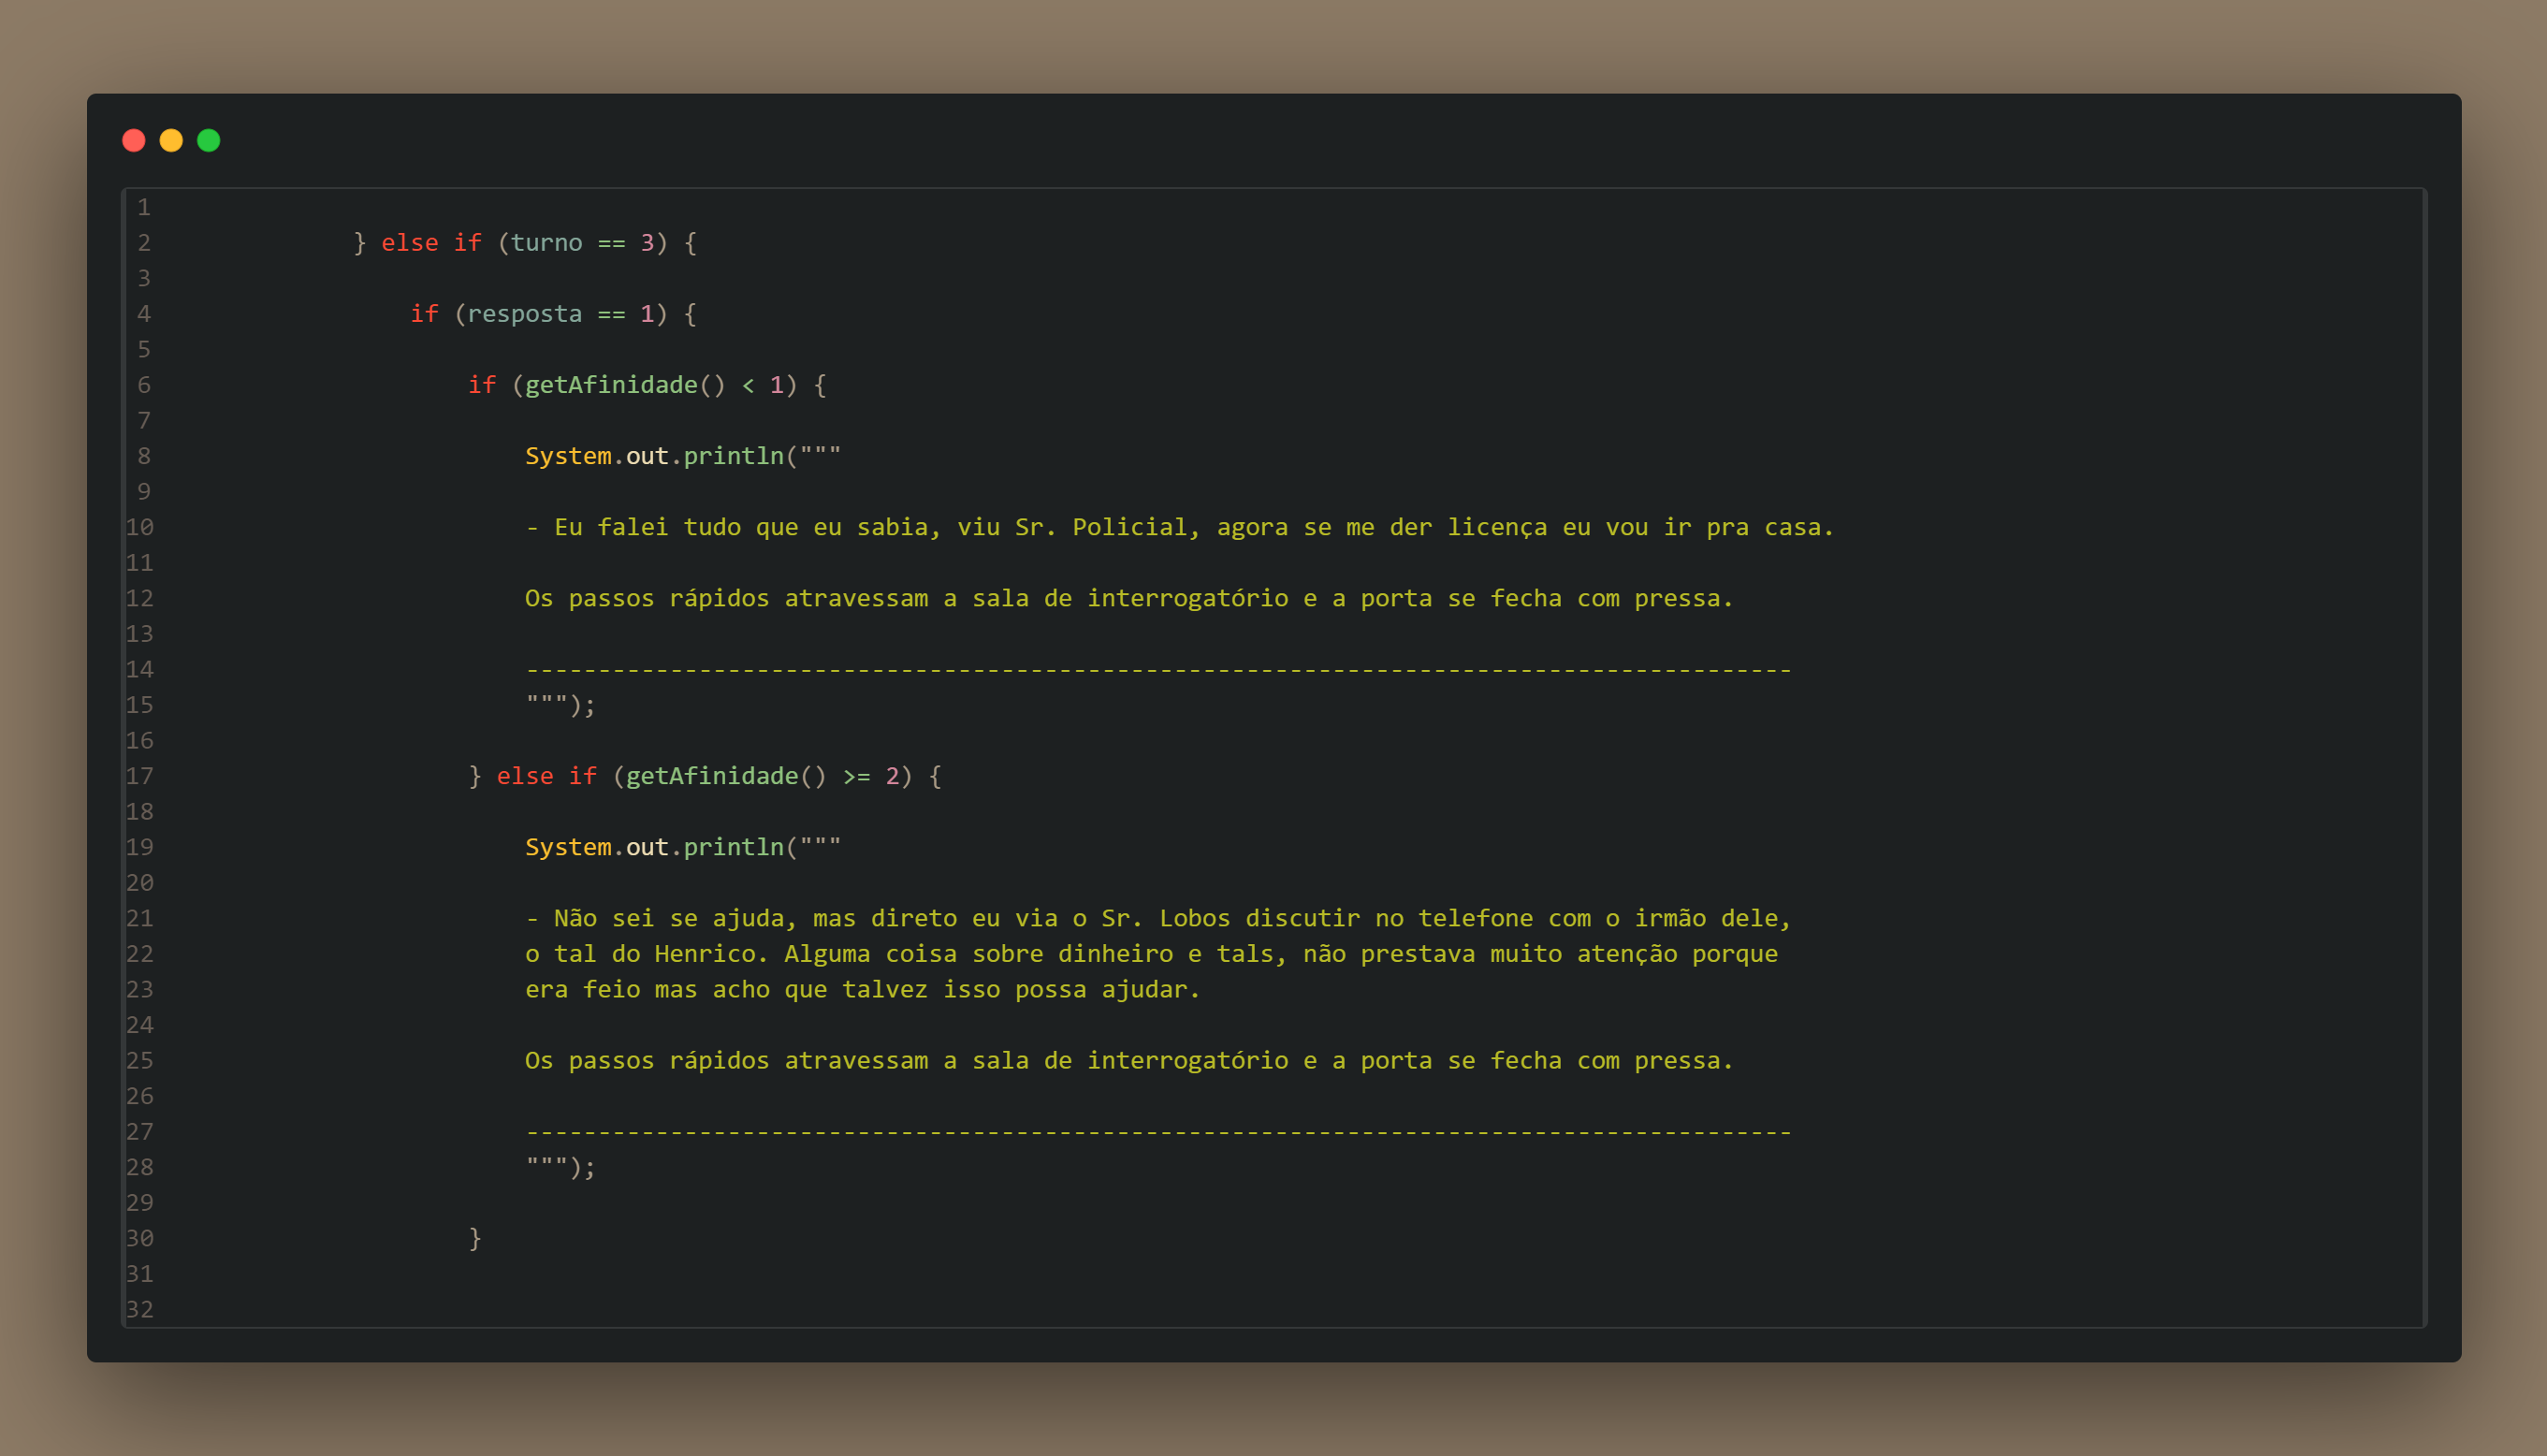 1
2 } else if (turno == 3) {
3
4 if (resposta == 1) {
5
6 if (getAfinidade() < 1) {
7
8 System.out.println("""
9
10 - Eu falei tudo que eu sabia, viu Sr. Policial, agora se me der licença eu vou ir pra casa.
11
12 Os passos rápidos atravessam a sala de interrogatório e a porta se fecha com pressa.
13
14 ----------------------------------------------------------------------------------------
15 """);
16
17 } else if (getAfinidade() >= 2) {
18
19 System.out.println("""
20
21 - Não sei se ajuda, mas direto eu via o Sr. Lobos discutir no telefone com o irmão dele,
22 o tal do Henrico. Alguma coisa sobre dinheiro e tals, não prestava muito atenção porque
23 era feio mas acho que talvez isso possa ajudar.
24
25 Os passos rápidos atravessam a sala de interrogatório e a porta se fecha com pressa.
26
27 ----------------------------------------------------------------------------------------
28 """);
29
30 }
31
32